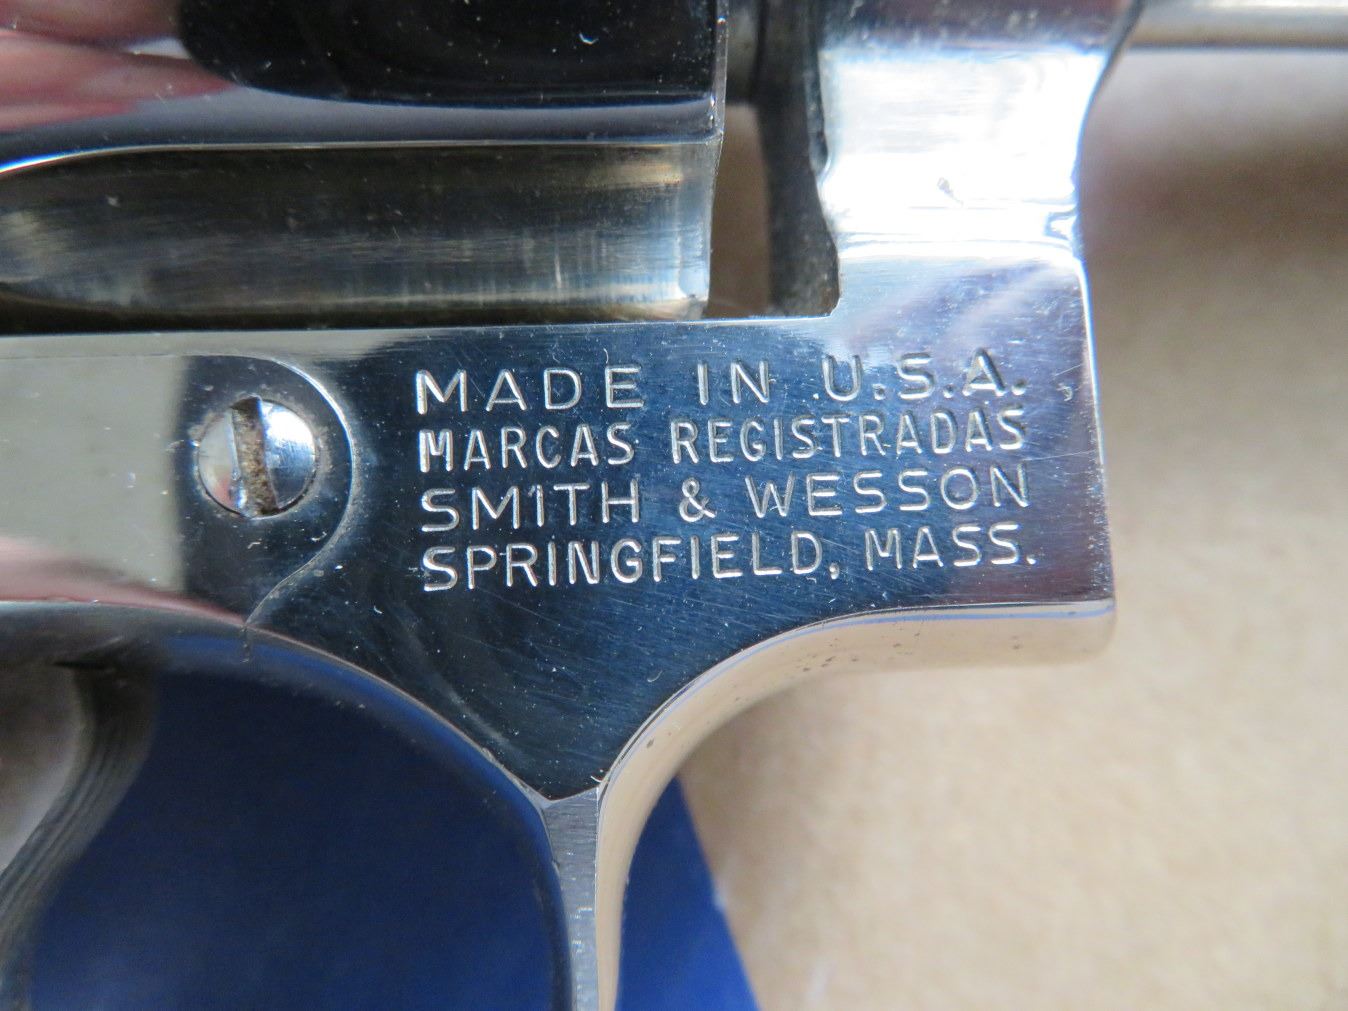 MADE IN U.S.A.
MARCAS REGISTRADAS
SMITH & WESSON
SPRINGFIELD, MASS.